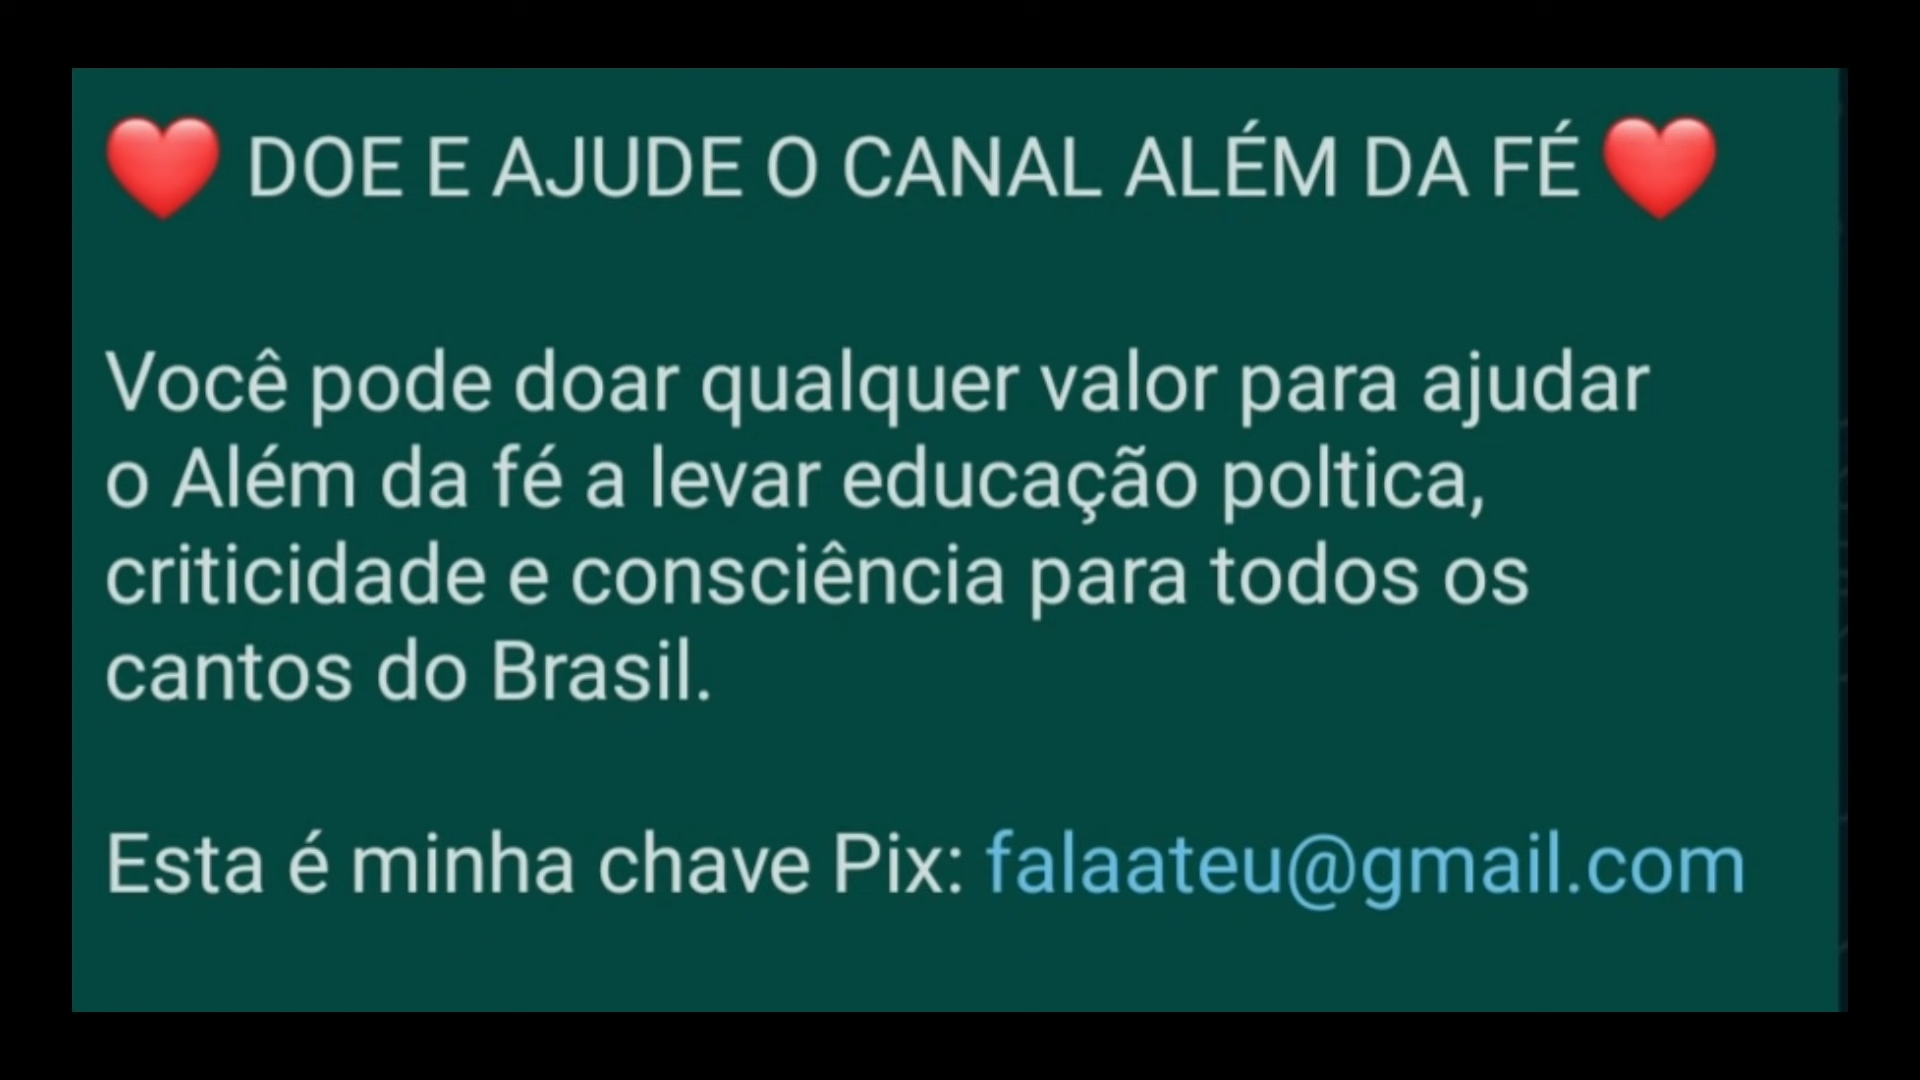 ❤️ DOE E AJUDE O CANAL ALÉM DA FÉ ❤️
Você pode doar qualquer valor para ajudar
o Além da fé a levar educação poltica,
criticidade e consciência para todos os
cantos do Brasil.
Esta é minha chave Pix: falaateu@gmail.com